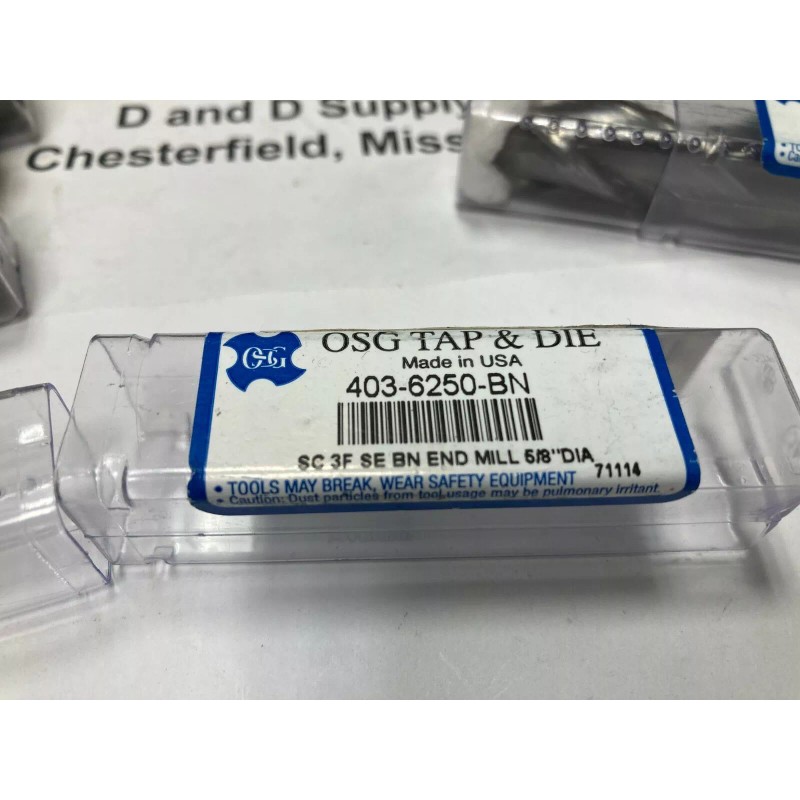 D and D Supply
Chesterfield, Miss
OSG
OSG TAP & DIE
Made in USA
403-6250-BN
SC 3F SE BN END MILL 5/8"DIA
71114
• TOOLS MAY BREAK, WEAR SAFETY EQUIPMENT
• Caution: Dust particles from tool usage may be pulmonary irritant.